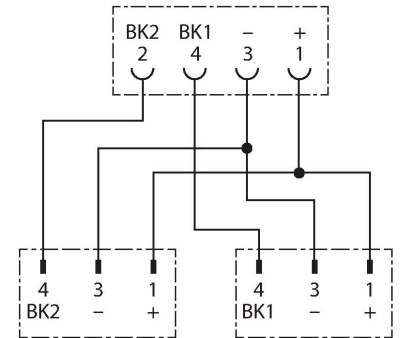 BK2 BK1 – +
2 4 3 1
4 3 1 4 3 1
BK2 – + BK1 – +